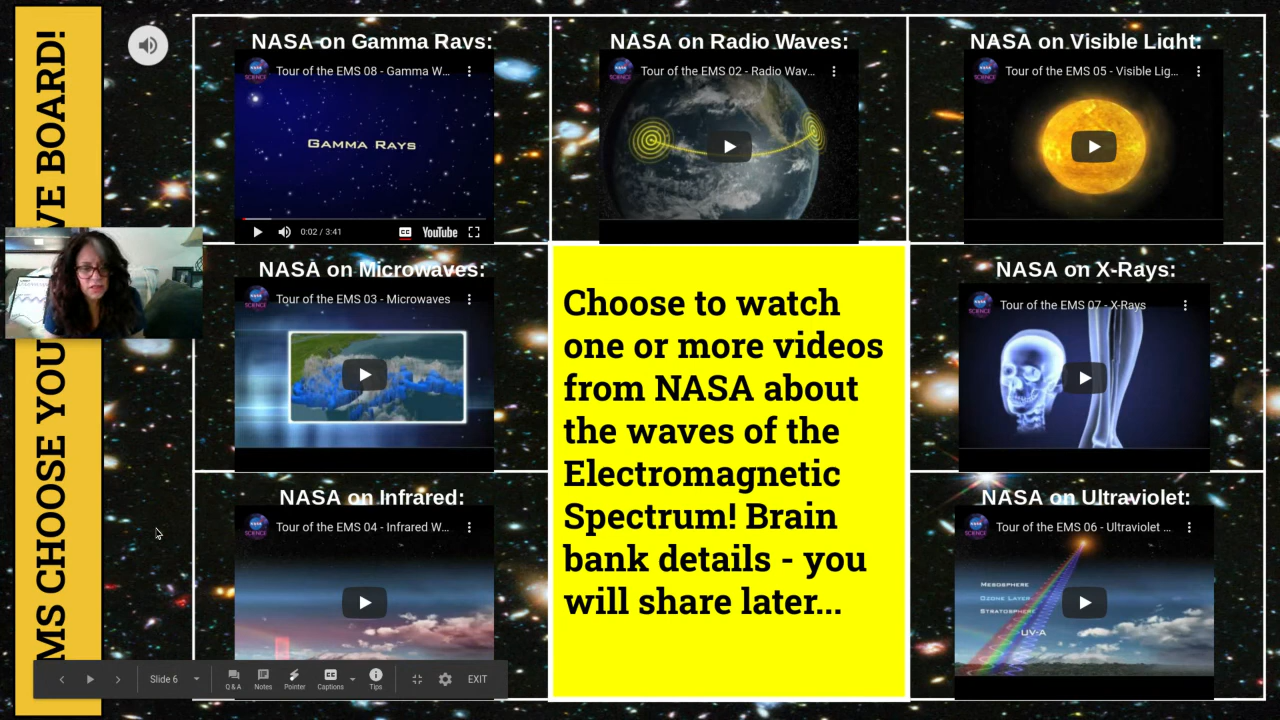 EMS CHOOSE YOU
VE BOARD!
NASA on Gamma Rays:
Tour of the EMS 08 - Gamma W...
GAMMA RAYS
0:02 / 3:41
CC
YouTube
NASA on Radio Waves:
Tour of the EMS 02 - Radio Wav...
NASA on Visible Light:
Tour of the EMS 05 - Visible Lig...
NASA on Microwaves:
Tour of the EMS 03 - Microwaves
Choose to watch
one or more videos
from NASA about
the waves of the
Electromagnetic
Spectrum! Brain
bank details - you
will share later...
NASA on X-Rays:
Tour of the EMS 07 - X-Rays
NASA on Infrared:
Tour of the EMS 04 - Infrared W...
NASA on Ultraviolet:
Tour of the EMS 06 - Ultraviolet ...
MESOSPHERE
OZONE LAYER
STRATOSPHERE
UV-A
Slide 6
Q & A
Notes
Pointer
Captions
Tips
EXIT